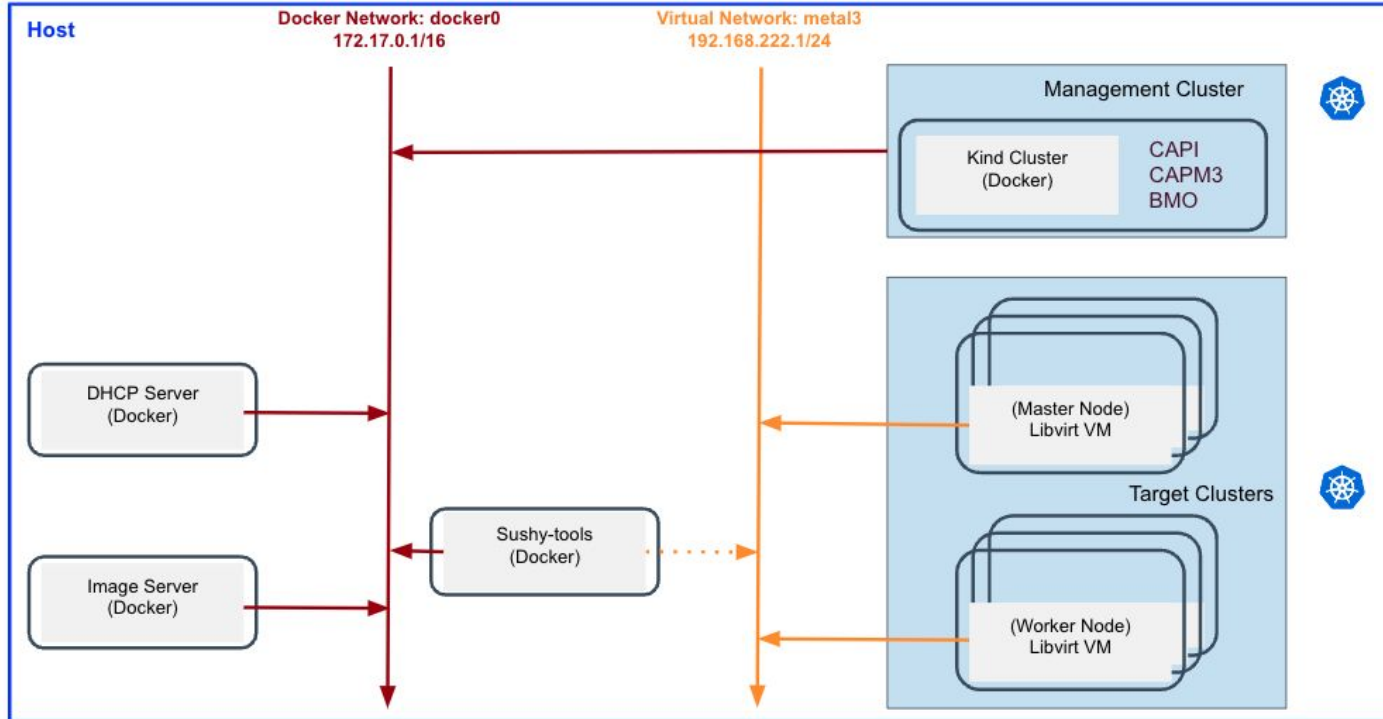 Host
Docker Network: docker0
172.17.0.1/16
Virtual Network: metal3
192.168.222.1/24
Management Cluster
Kind Cluster
(Docker)
CAPI
CAPM3
BMO
DHCP Server
(Docker)
(Master Node)
Libvirt VM
Target Clusters
Sushy-tools
(Docker)
Image Server
(Docker)
(Worker Node)
Libvirt VM